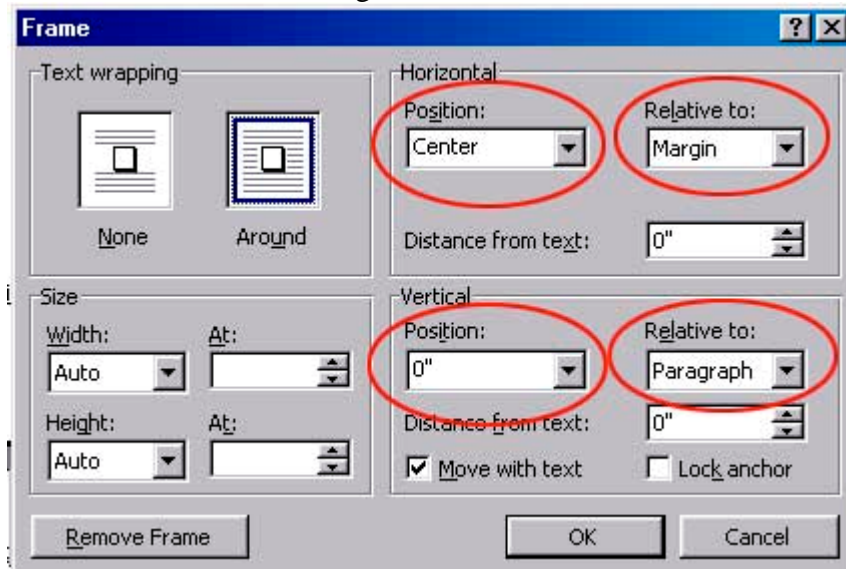 Frame
Text wrapping
None
Around
Horizontal
Position:
Relative to:
Center
Margin
Distance from text:
0"
Size
Width:
At:
Auto
Height:
At:
Auto
Vertical
Position:
Relative to:
0"
Paragraph
Distance from text:
0"
Move with text
Lock anchor
Remove Frame
OK
Cancel